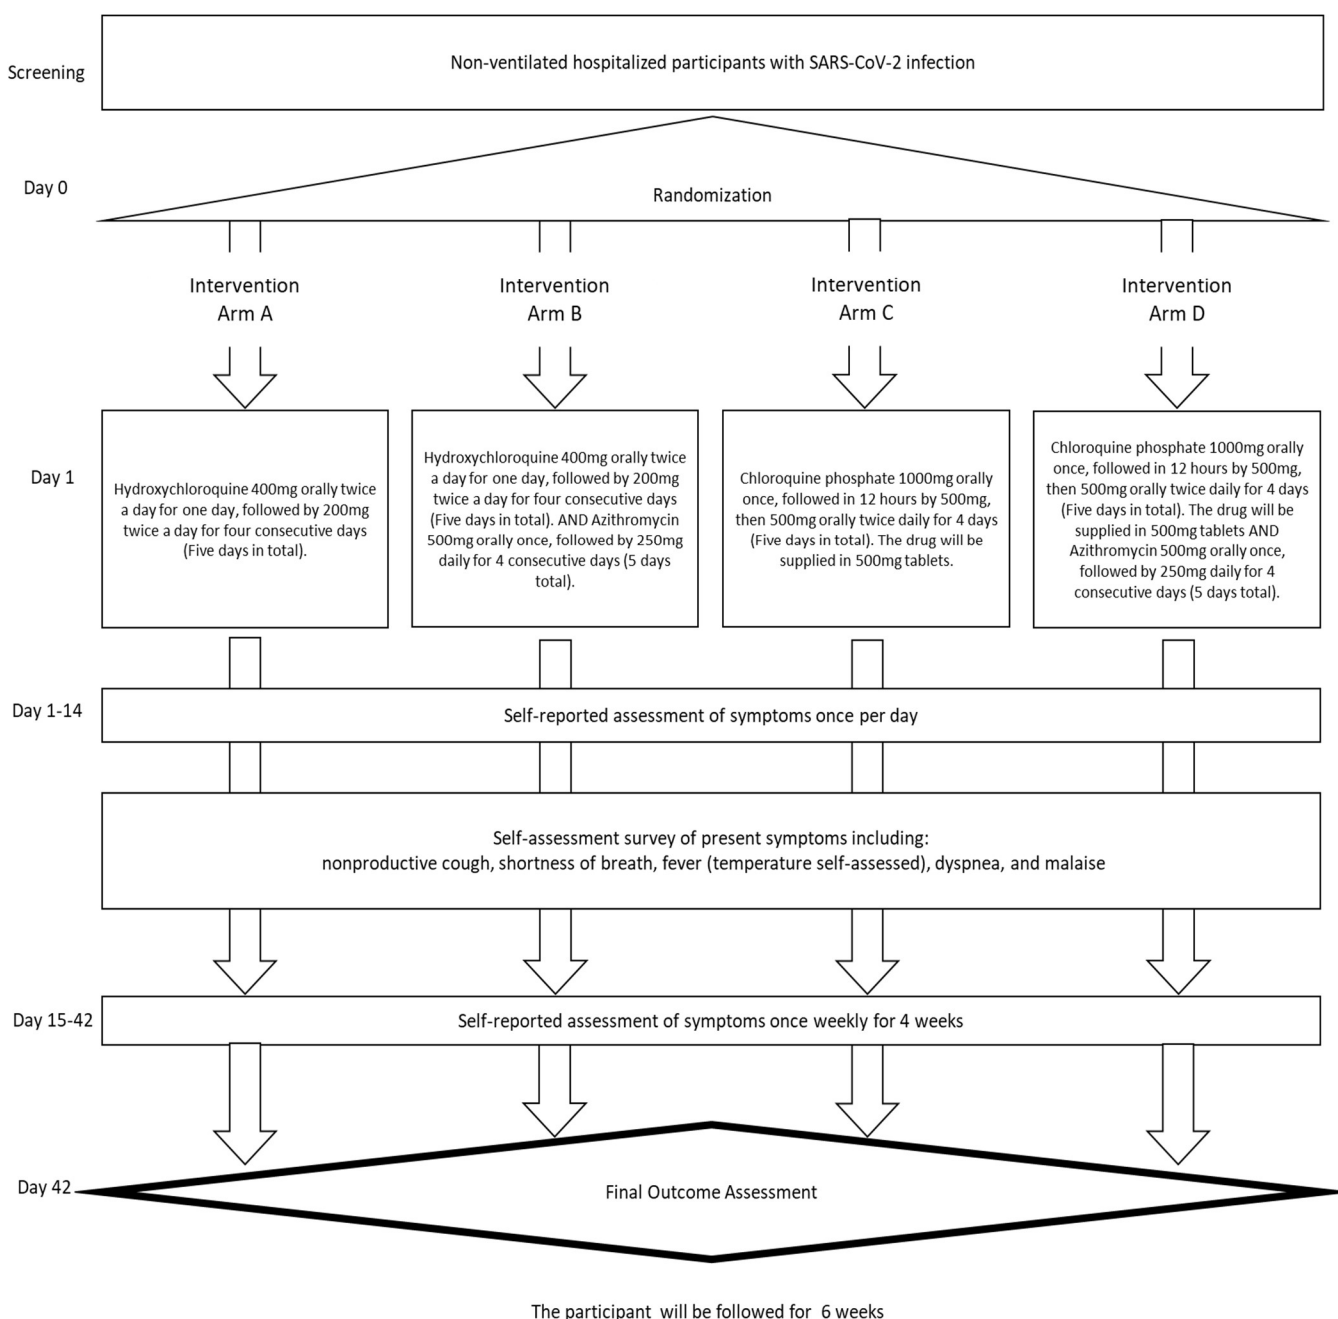 Screening
Non-ventilated hospitalized participants with SARS-CoV-2 infection
Day 0
Randomization
Intervention
Arm A
Intervention
Arm B
Intervention
Arm C
Intervention
Arm D
Day 1
Hydroxychloroquine 400mg orally twice
a day for one day, followed by 200mg
twice a day for four consecutive days
(Five days in total).
Hydroxychloroquine 400mg orally twice
a day for one day, followed by 200mg
twice a day for four consecutive days
(Five days in total). AND Azithromycin
500mg orally once, followed by 250mg
daily for 4 consecutive days (5 days
total).
Chloroquine phosphate 1000mg orally
once, followed in 12 hours by 500mg,
then 500mg orally twice daily for 4 days
(Five days in total). The drug will be
supplied in 500mg tablets.
Chloroquine phosphate 1000mg orally
once, followed in 12 hours by 500mg,
then 500mg orally twice daily for 4 days
(Five days in total). The drug will be
supplied in 500mg tablets AND
Azithromycin 500mg orally once,
followed by 250mg daily for 4
consecutive days (5 days total).
Day 1-14
Self-reported assessment of symptoms once per day
Self-assessment survey of present symptoms including:
nonproductive cough, shortness of breath, fever (temperature self-assessed), dyspnea, and malaise
Day 15-42
Self-reported assessment of symptoms once weekly for 4 weeks
Day 42
Final Outcome Assessment
The participant will be followed for 6 weeks